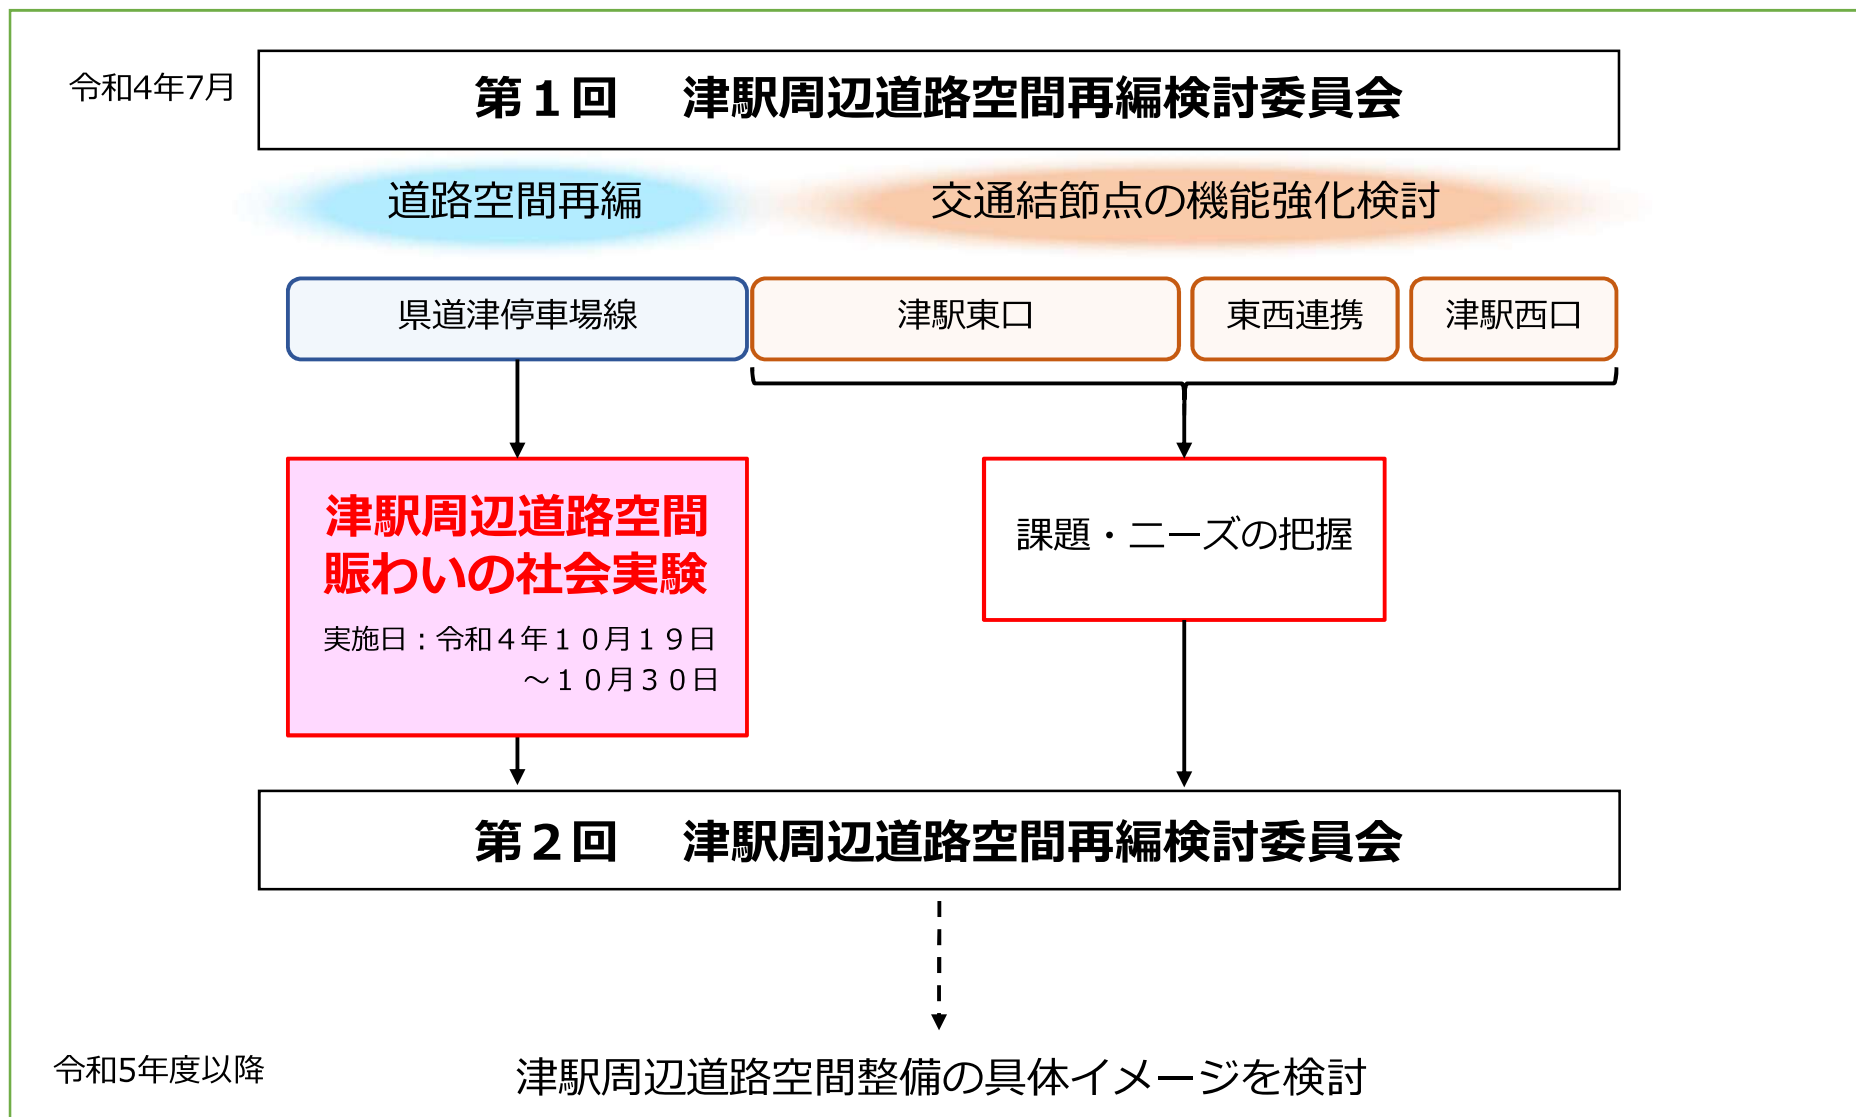 令和4年7月
第１回　津駅周辺道路空間再編検討委員会
道路空間再編
交通結節点の機能強化検討
県道津停車場線
津駅東口
東西連携
津駅西口
津駅周辺道路空間
賑わいの社会実験
実施日：令和４年１０月１９日
～１０月３０日
課題・ニーズの把握
第２回　津駅周辺道路空間再編検討委員会
令和5年度以降
津駅周辺道路空間整備の具体イメージを検討